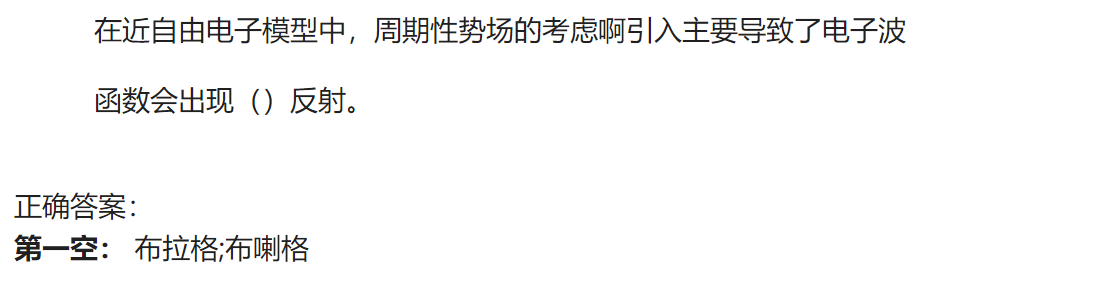 在近自由电子模型中，周期性势场的考虑啊引入主要导致了电子波
函数会出现（）反射。
正确答案：
第一空： 布拉格;布喇格